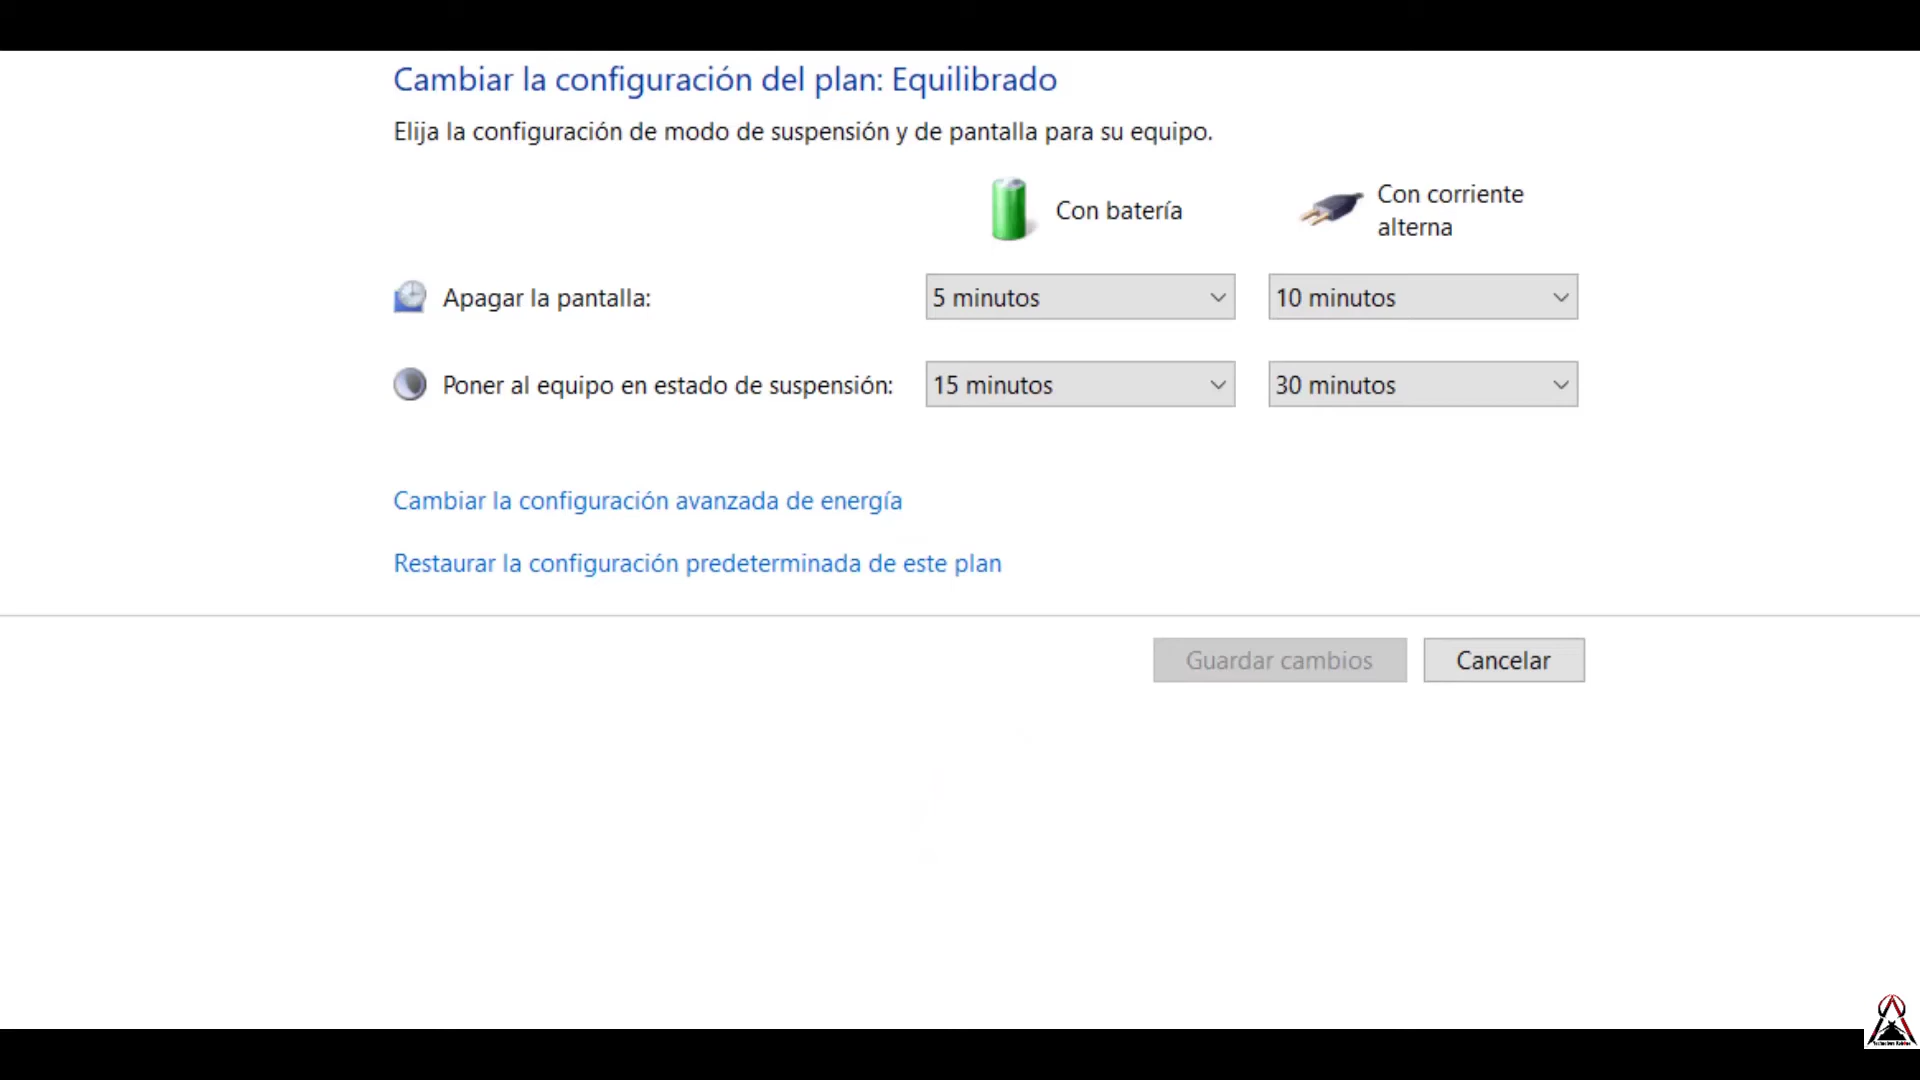 Cambiar la configuración del plan: Equilibrado
Elija la configuración de modo de suspensión y de pantalla para su equipo.
Con batería
Con corriente
alterna
Apagar la pantalla:
5 minutos
10 minutos
Poner al equipo en estado de suspensión:
15 minutos
30 minutos
Cambiar la configuración avanzada de energía
Restaurar la configuración predeterminada de este plan
Guardar cambios
Cancelar